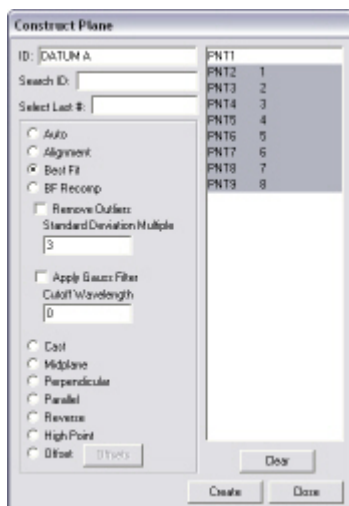 Construct Plane
ID: DATUM A
Search ID:
Select Last #:
Auto
Alignment
Best Fit
BF Recomp
Remove Outliers
Standard Deviation Multiple
3
Apply Gauss Filter
Cutoff Wavelength
0
Cast
Midplane
Perpendicular
Parallel
Reverse
High Point
Offset Offsets
PNT1
PNT2 1
PNT3 2
PNT4 3
PNT5 4
PNT6 5
PNT7 6
PNT8 7
PNT9 8
Clear
Create Close